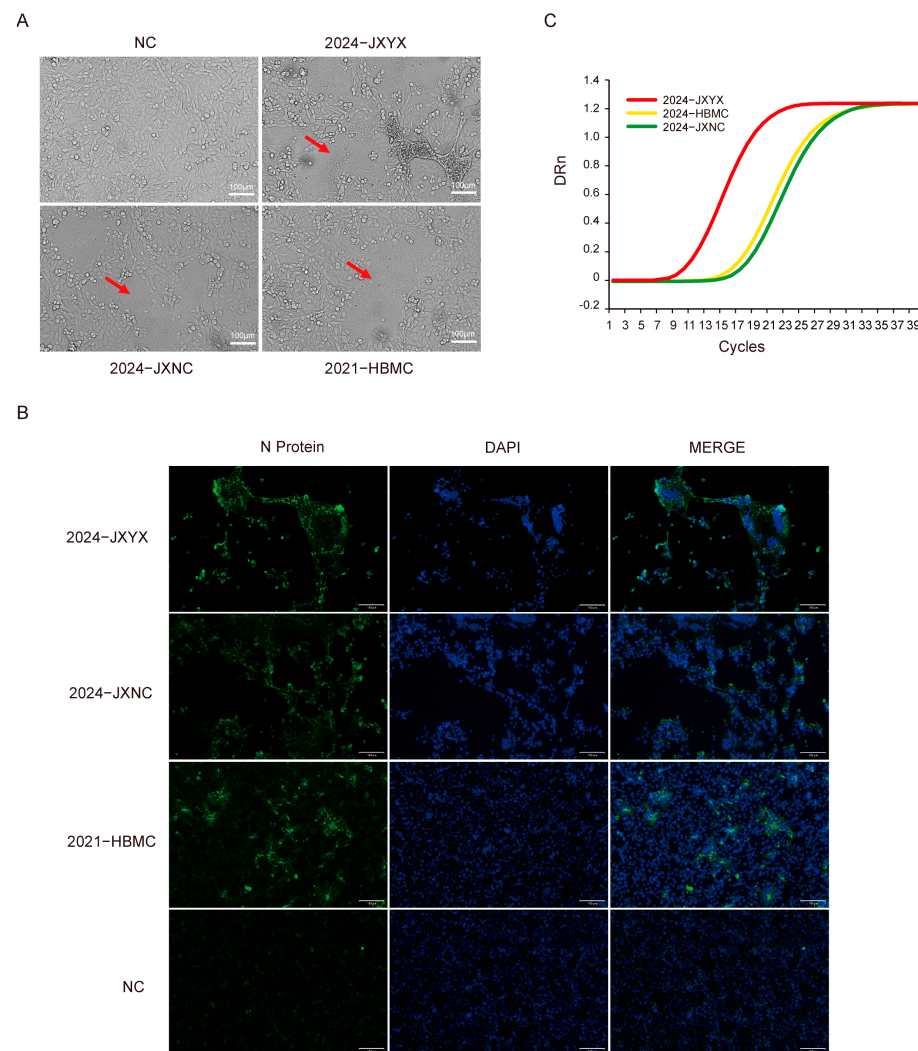 A
NC
2024−JXYX
100μm
100μm
100μm
100μm
2024−JXNC
2021−HBMC
C
1.4
1.2
1.0
0.8
0.6
0.4
0.2
0
-0.2
DRn
2024−JXYX
2024−HBMC
2024−JXNC
1 3 5 7 9 11 13 15 17 19 21 23 25 27 29 31 33 35 37 39
Cycles
B
N Protein
DAPI
MERGE
2024−JXYX
2024−JXNC
2021−HBMC
NC